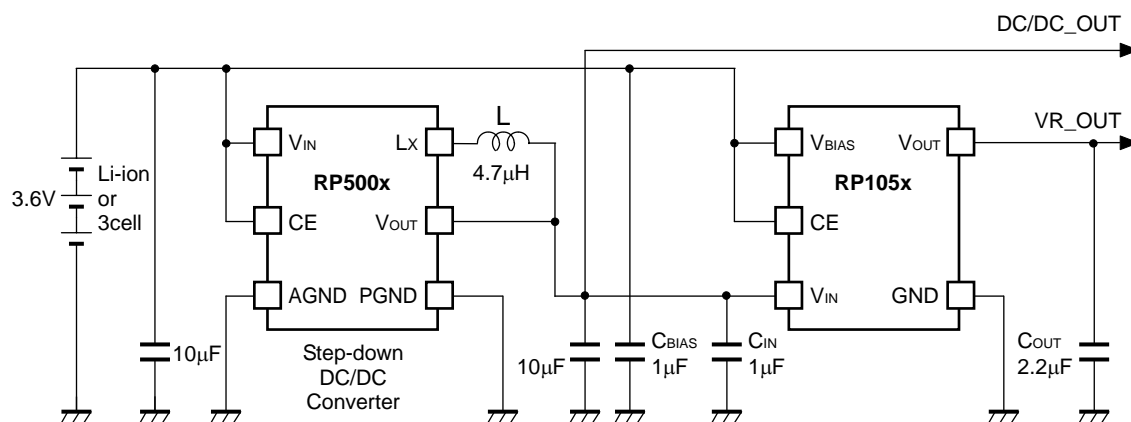 DC/DC_OUT
VR_OUT
3.6V
Li-ion
or
3cell
VIN
LX
RP500x
CE
VOUT
AGND
PGND
Step-down
DC/DC
Converter
L
4.7μH
10μF
10μF
CBIAS
1μF
CIN
1μF
VBIAS
VOUT
RP105x
CE
VIN
GND
COUT
2.2μF